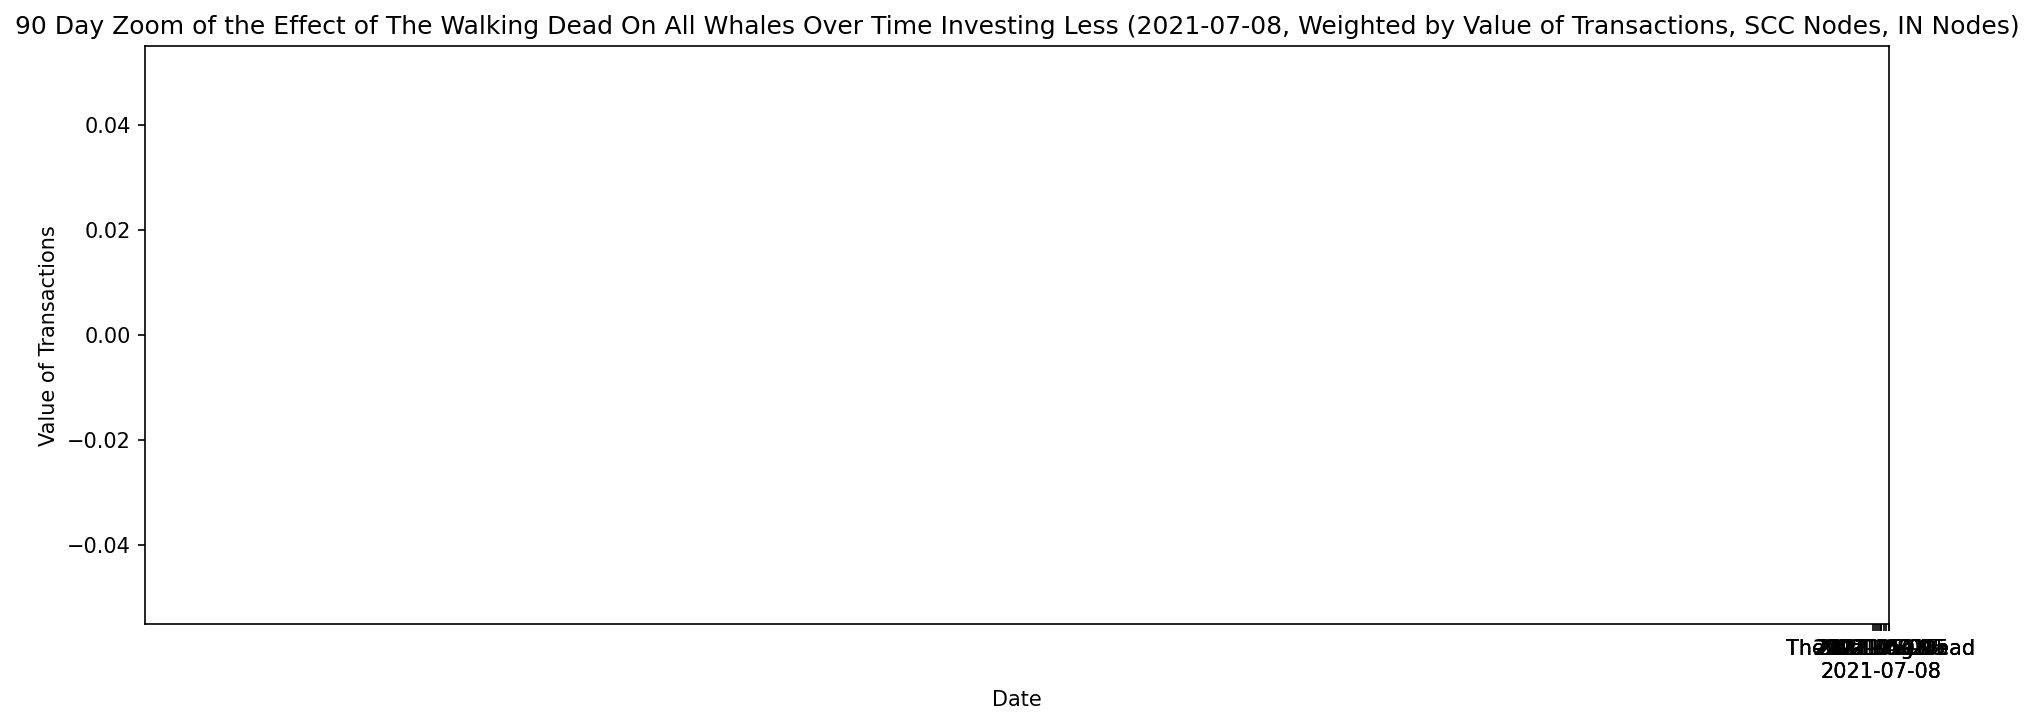 90 Day Zoom of the Effect of The Walking Dead On All Whales Over Time Investing Less (2021-07-08, Weighted by Value of Transactions, SCC Nodes, IN Nodes)
Value of Transactions
0.04
0.02
0.00
−0.02
−0.04
2021-07-08
Date